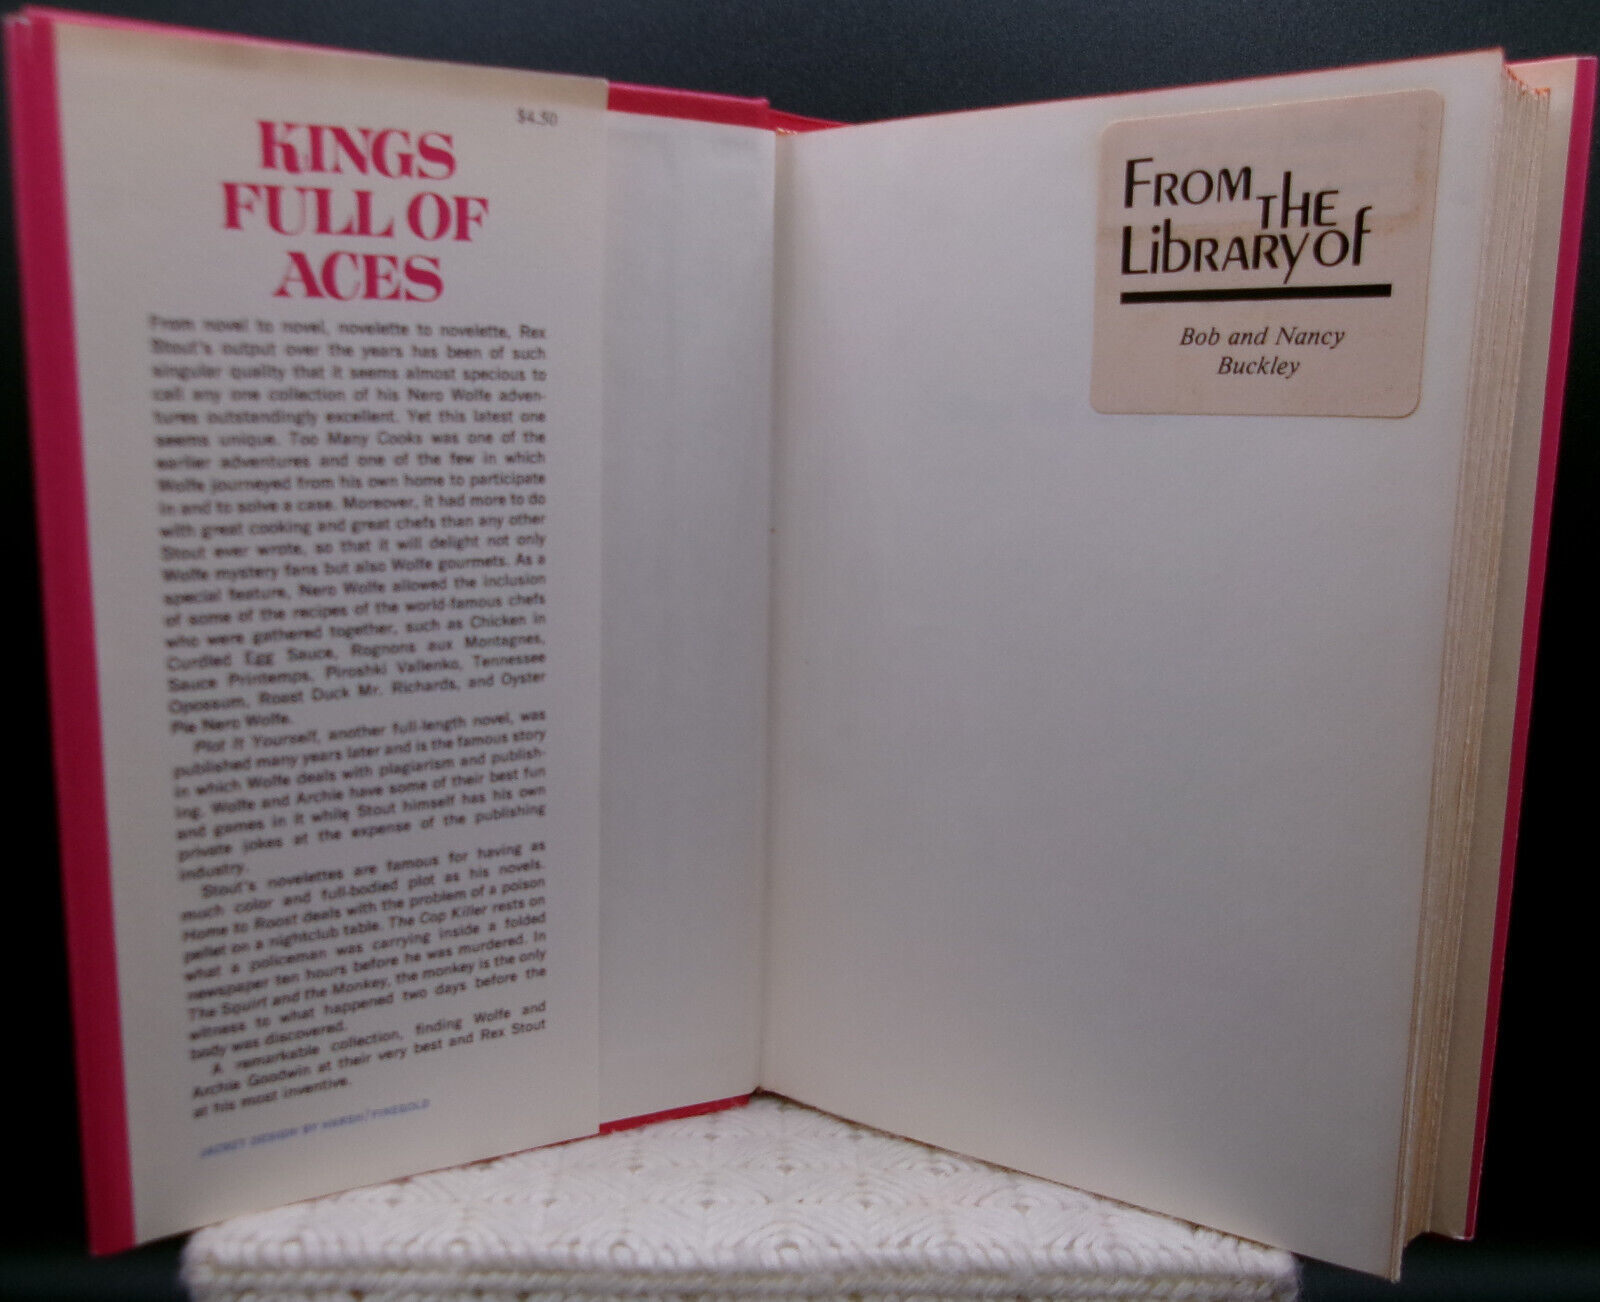 $4.50
KINGS
FULL OF
ACES
From novel to novel, novelette to novelette, Rex
Stout's output over the years has been of such
singular quality that it seems almost specious to
call any one collection of his Nero Wolfe adven-
tures outstandingly excellent. Yet this latest one
seems unique. Too Many Cooks was one of the
earlier adventures and one of the few in which
Wolfe journeyed from his own home to participate
in and to solve a case. Moreover, it had more to do
with great cooking and great chefs than any other
Stout ever wrote, so that it will delight not only
Wolfe mystery fans but also Wolfe gourmets. As a
special feature, Nero Wolfe allowed the inclusion
of some of the recipes of the world-famous chefs
who were gathered together, such as Chicken in
Curdled Egg Sauce, Rognons aux Montagnes,
Sauce Printemps, Piroshki Vallenko, Tennessee
Opossum, Roast Duck Mr. Richards, and Oyster
Pie Nero Wolfe.
Plot It Yourself, another full-length novel, was
published many years later and is the famous story
in which Wolfe deals with plagiarism and publish-
ing. Wolfe and Archie have some of their best fun
and games in it while Stout himself has his own
private jokes at the expense of the publishing
industry.
Stout's novelettes are famous for having as
much color and full-bodied plot as his novels.
Home to Roost deals with the problem of a poison
pellet on a nightclub table. The Cop Killer rests on
what a policeman was carrying inside a folded
newspaper ten hours before he was murdered. In
The Squirt and the Monkey, the monkey is the only
witness to what happened two days before the
body was discovered.
A remarkable collection, finding Wolfe and
Archie Goodwin at their very best and Rex Stout
at his most inventive.
JACKET DESIGN BY HARSH/FINEGOLD
FROM THE
LIBRARY OF
Bob and Nancy
Buckley